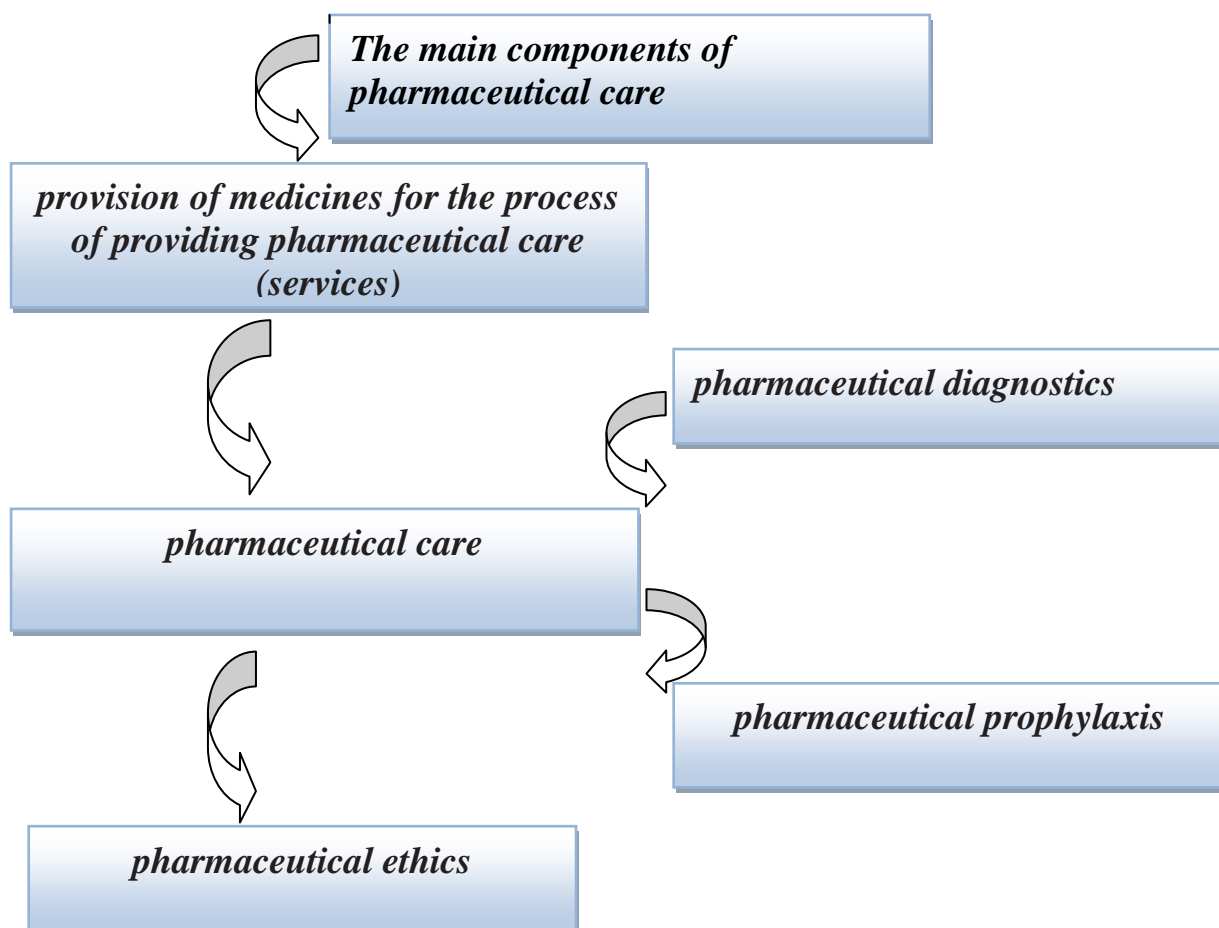 The main components of
pharmaceutical care
provision of medicines for the process
of providing pharmaceutical care
(services)
pharmaceutical diagnostics
pharmaceutical care
pharmaceutical prophylaxis
pharmaceutical ethics